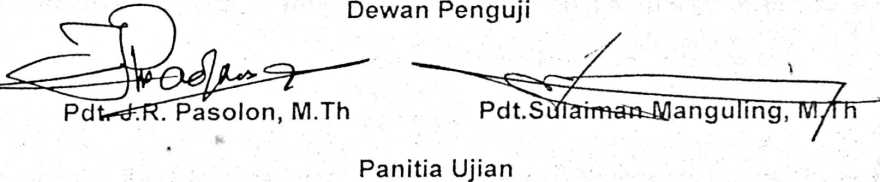 Dewan Penguji
Pdt. J.R. Pasolon, M.Th Pdt.Sulaiman Manguling, M.Th
Panitia Ujian